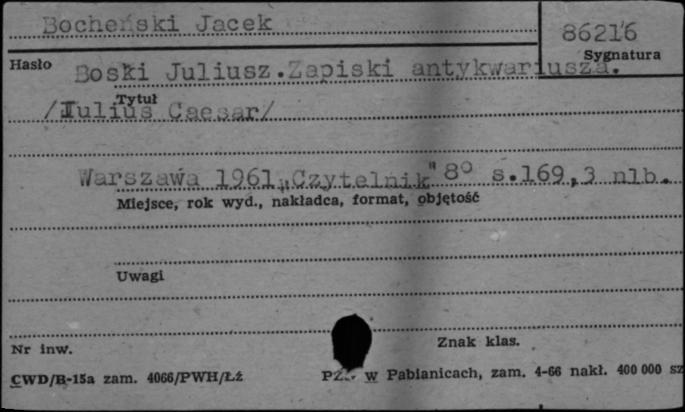 Bocheński Jacek
86216
Hasło
Sygnatura
Boski Juliusz.Zapiski antykwariusza.
Tytuł
/Iulius Caesar/
Warszawa 1961,,Czytelnik" 8° s.169,3 nlb.
Miejsce, rok wyd., nakładca, format, objętość
Uwagi
Nr inw.
Znak klas.
CWD/B-15a zam. 4066/PWH/Łź
w Pabianicach, zam. 4-66 nakł. 400 000 sz